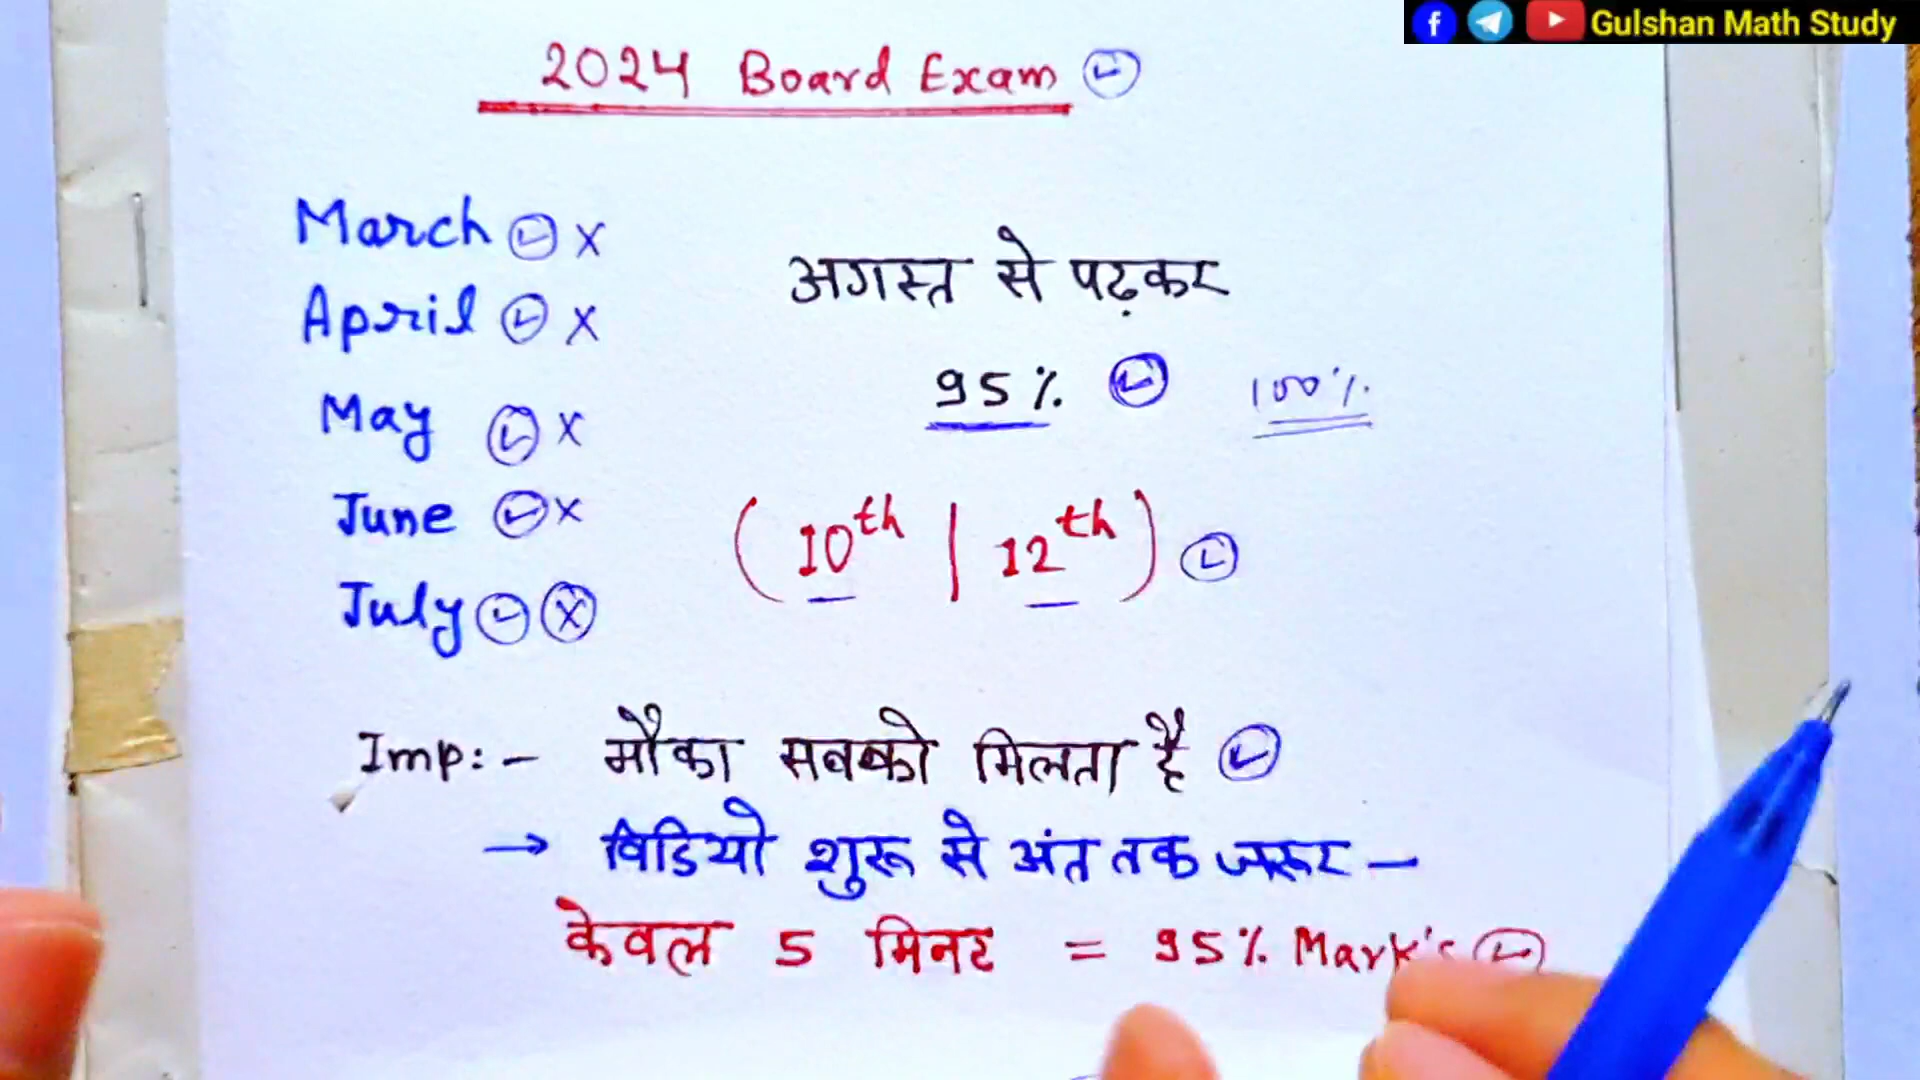 Gulshan Math Study
2024 Board Exam
March x
April x
May x
June x
July x
अगस्त से पढ़कर
95% 100%
(10th | 12th)
Imp:- मौका सबको मिलता है
→ विडियो शुरू से अंत तक जरूर -
केवल 5 मिनट = 95% Mark's